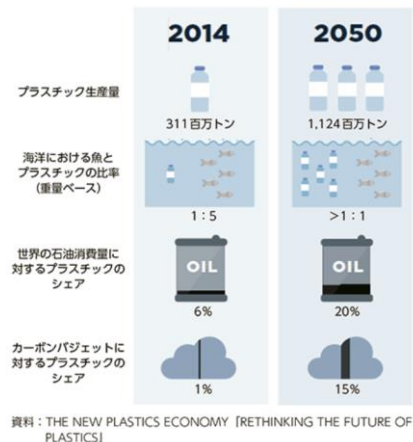 2014 2050
プラスチック生産量
311百万トン 1,124百万トン
海洋における魚と
プラスチックの比率
(重量ベース)
1：5 >1：1
世界の石油消費量に
対するプラスチックの
シェア
OIL OIL
6% 20%
カーボンバジェットに
対するプラスチックの
シェア
1% 15%
資料：THE NEW PLASTICS ECONOMY「RETHINKING THE FUTURE OF
PLASTICS」